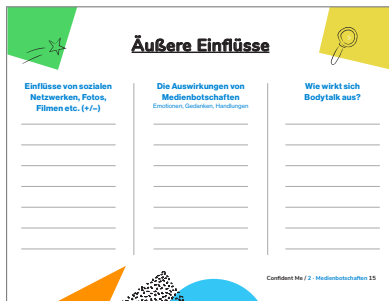 Äußere Einflüsse
Einflüsse von sozialen
Netzwerken, Fotos,
Filmen etc. (+/–)
Die Auswirkungen von
Medienbotschaften
Emotionen, Gedanken, Handlungen
Wie wirkt sich
Bodytalk aus?
Confident Me / 2 - Medienbotschaften 15